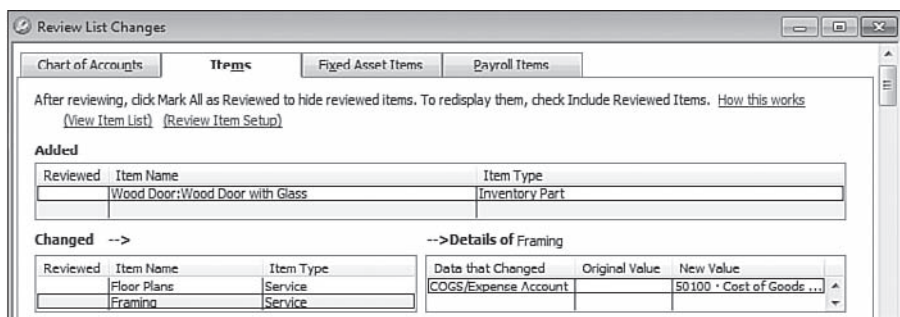 Review List Changes
Chart of Accounts Items Fixed Asset Items Payroll Items
After reviewing, click Mark All as Reviewed to hide reviewed items. To redisplay them, check Include Reviewed Items. How this works
(View Item List) (Review Item Setup)
Added
Reviewed Item Name Item Type
Wood Door:Wood Door with Glass Inventory Part
Changed --> -->Details of Framing
Reviewed Item Name Item Type Data that Changed Original Value New Value
Floor Plans Service COGS/Expense Account 50100 · Cost of Goods ...
Framing Service